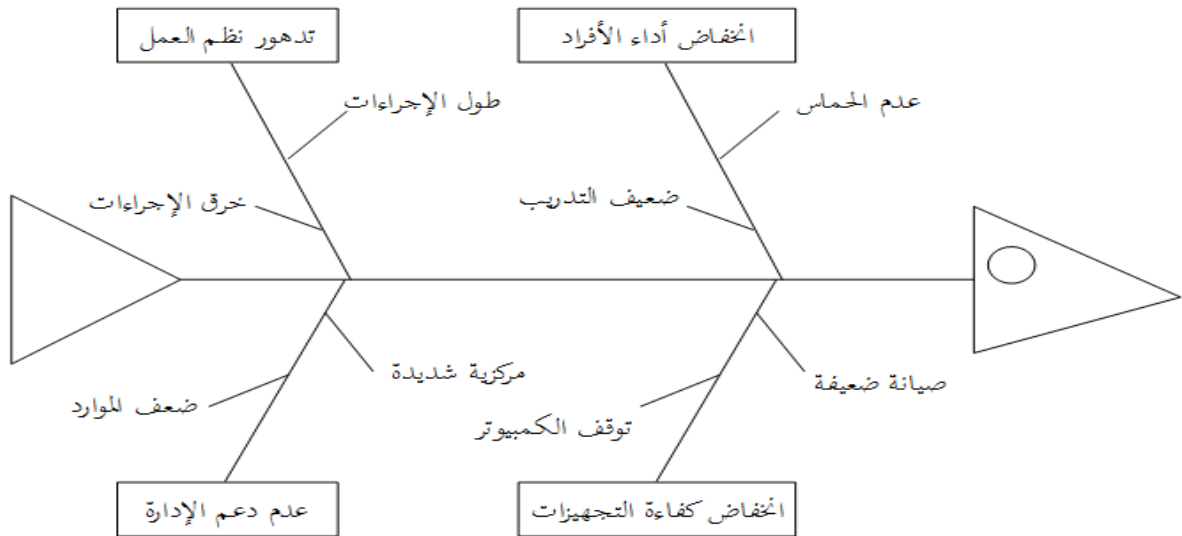 انخفاض أداء الأفراد
تدهور نظم العمل
عدم الحماس
طول الإجراءات
ضعيف التدريب
خرق الإجراءات
صيانة ضعيفة
مركزية شديدة
توقف الكمبيوتر
ضعف الموارد
انخفاض كفاءة التجهيزات
عدم دعم الإدارة